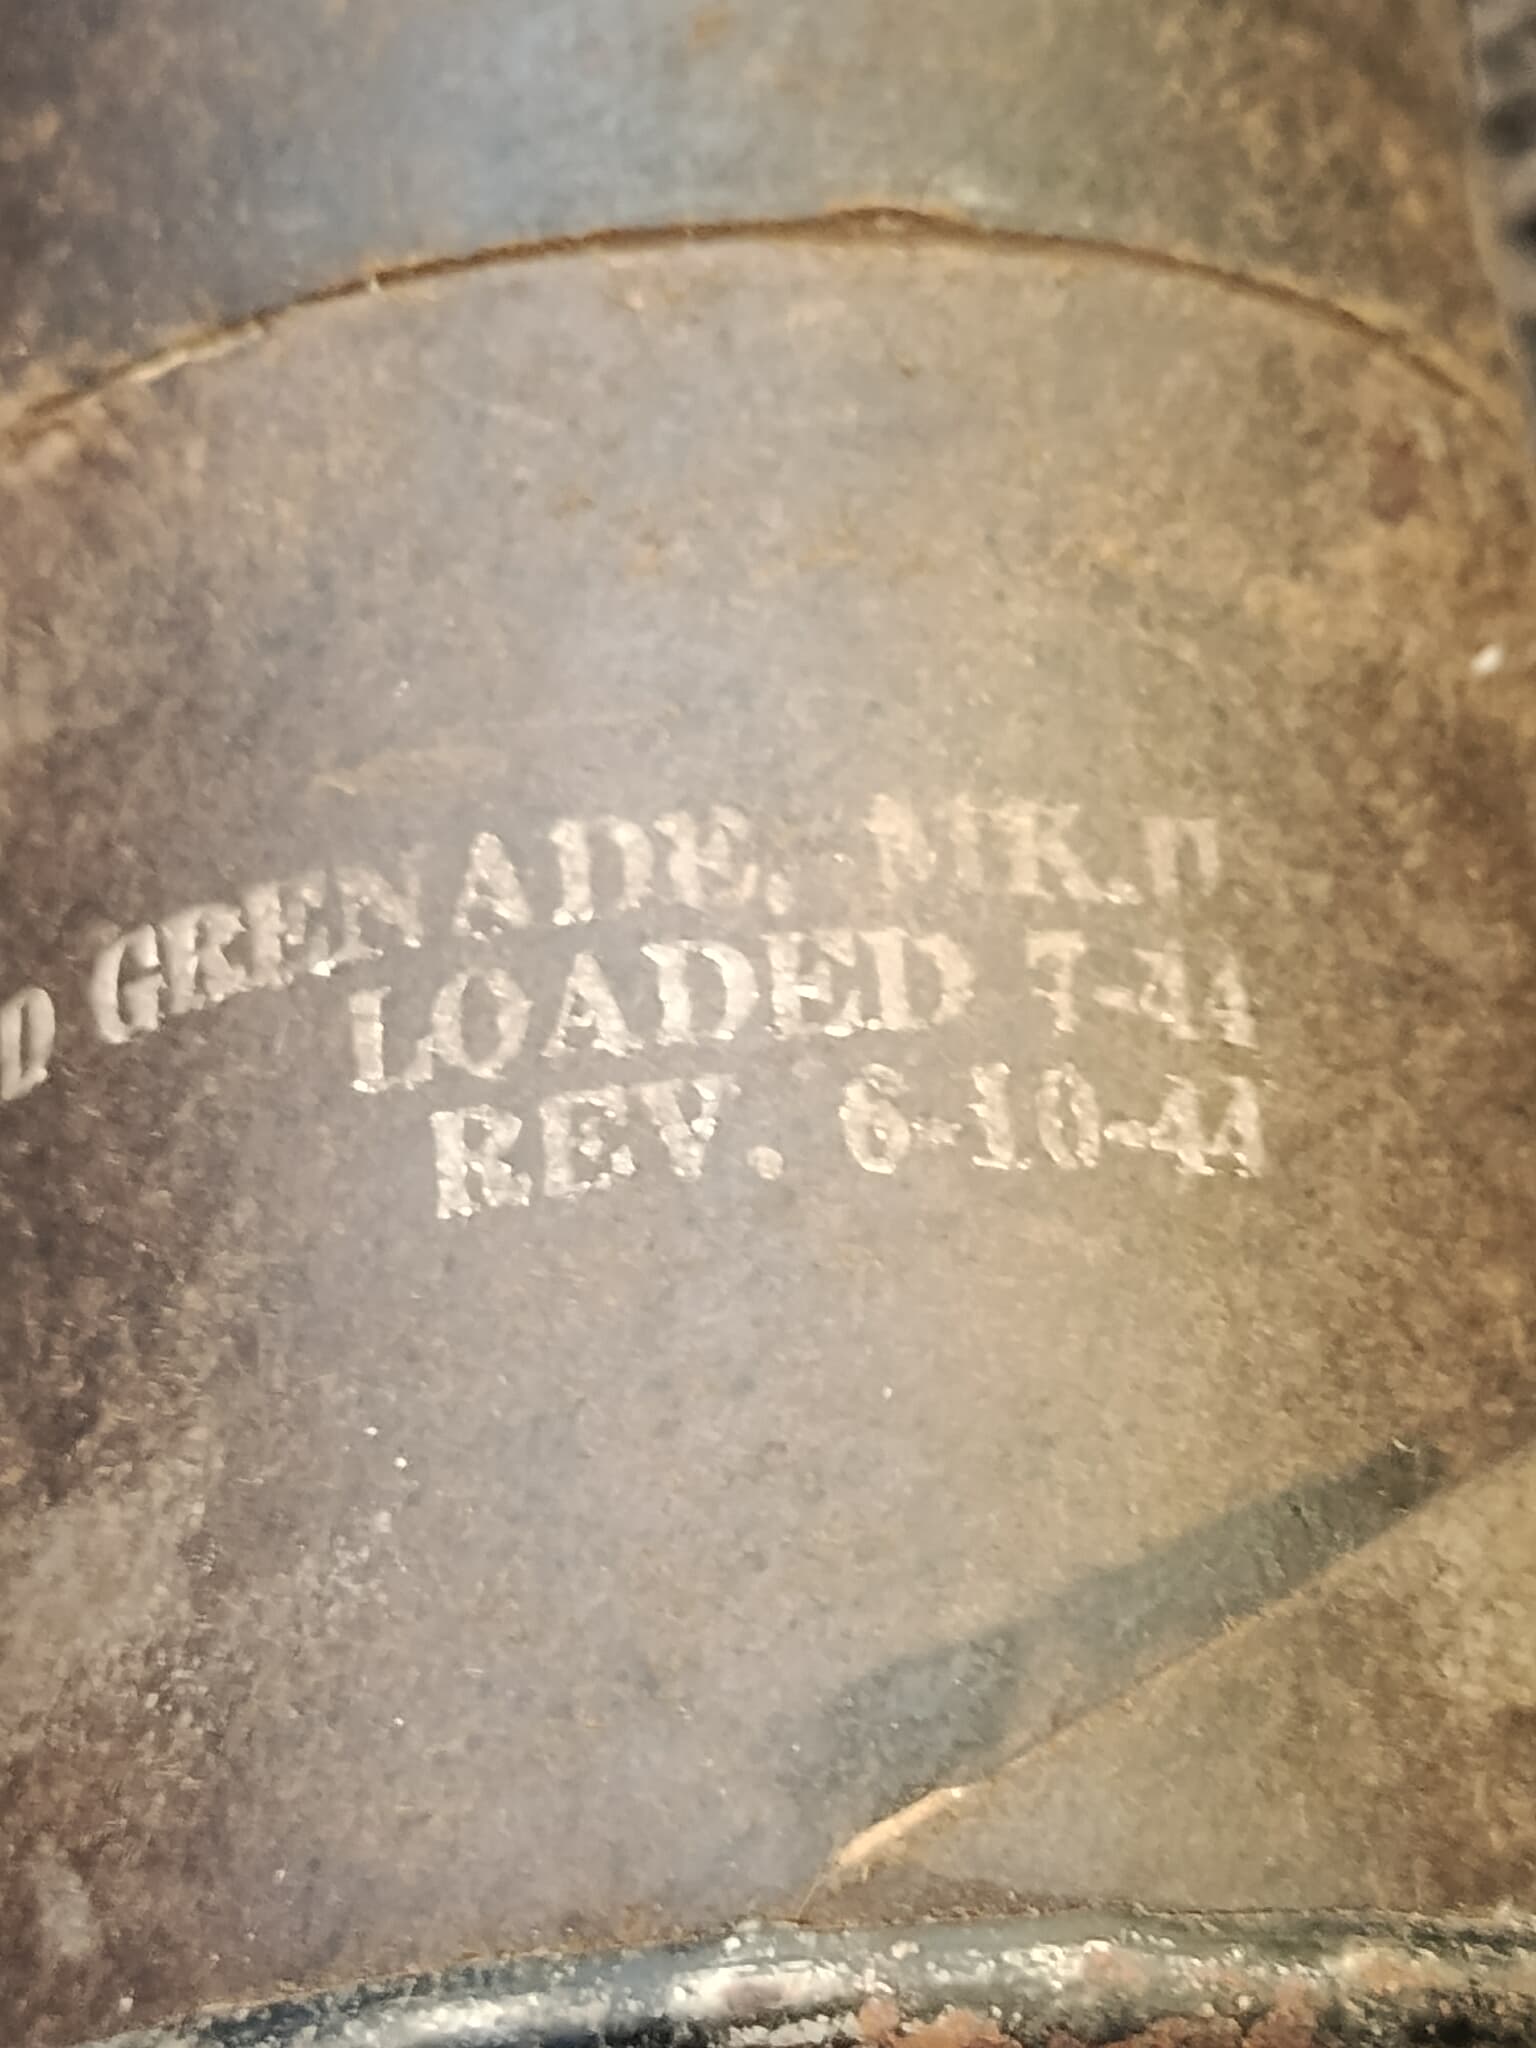 D GRENADE, MK.II
LOADED 7-44
REV. 6-10-44